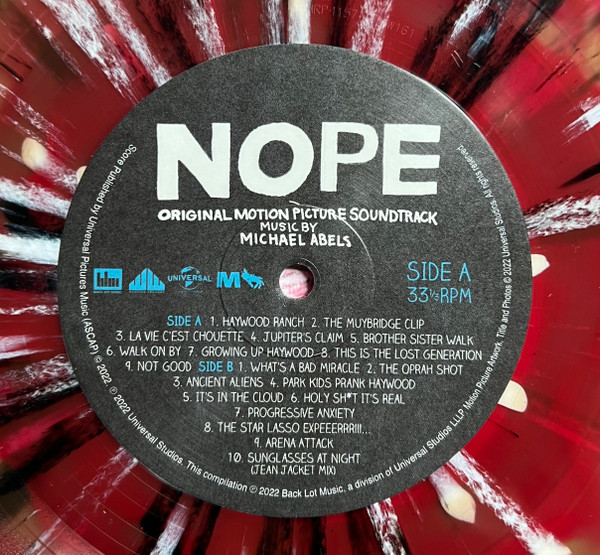 NOPE
ORIGINAL MOTION PICTURE SOUNDTRACK
MUSIC BY
MICHAEL ABELS
UNIVERSAL
M
SIDE A
33⅓RPM
SIDE A 1. HAYWOOD RANCH 2. THE MUYBRIDGE CLIP
3. LA VIE C'EST CHOUETTE 4. JUPITER'S CLAIM 5. BROTHER SISTER WALK
6. WALK ON BY 7. GROWING UP HAYWOOD 8. THIS IS THE LOST GENERATION
9. NOT GOOD SIDE B 1. WHAT'S A BAD MIRACLE 2. THE OPRAH SHOT
3. ANCIENT ALIENS 4. PARK KIDS PRANK HAYWOOD
5. IT'S IN THE CLOUD 6. HOLY SH*T IT'S REAL
7. PROGRESSIVE ANXIETY
8. THE STAR LASSO EXPEEERRRI!!...
9. ARENA ATTACK
10. SUNGLASSES AT NIGHT
(JEAN JACKET MIX)
Score Published by Universal Pictures Music (ASCAP) © 2022 ℗ 2022 Universal Studios. This compilation ℗ 2022 Back Lot Music, a division of Universal Studios LLLP Motion Picture Artwork, Title and Photos © 2022 Universal Studios. All rights reserved